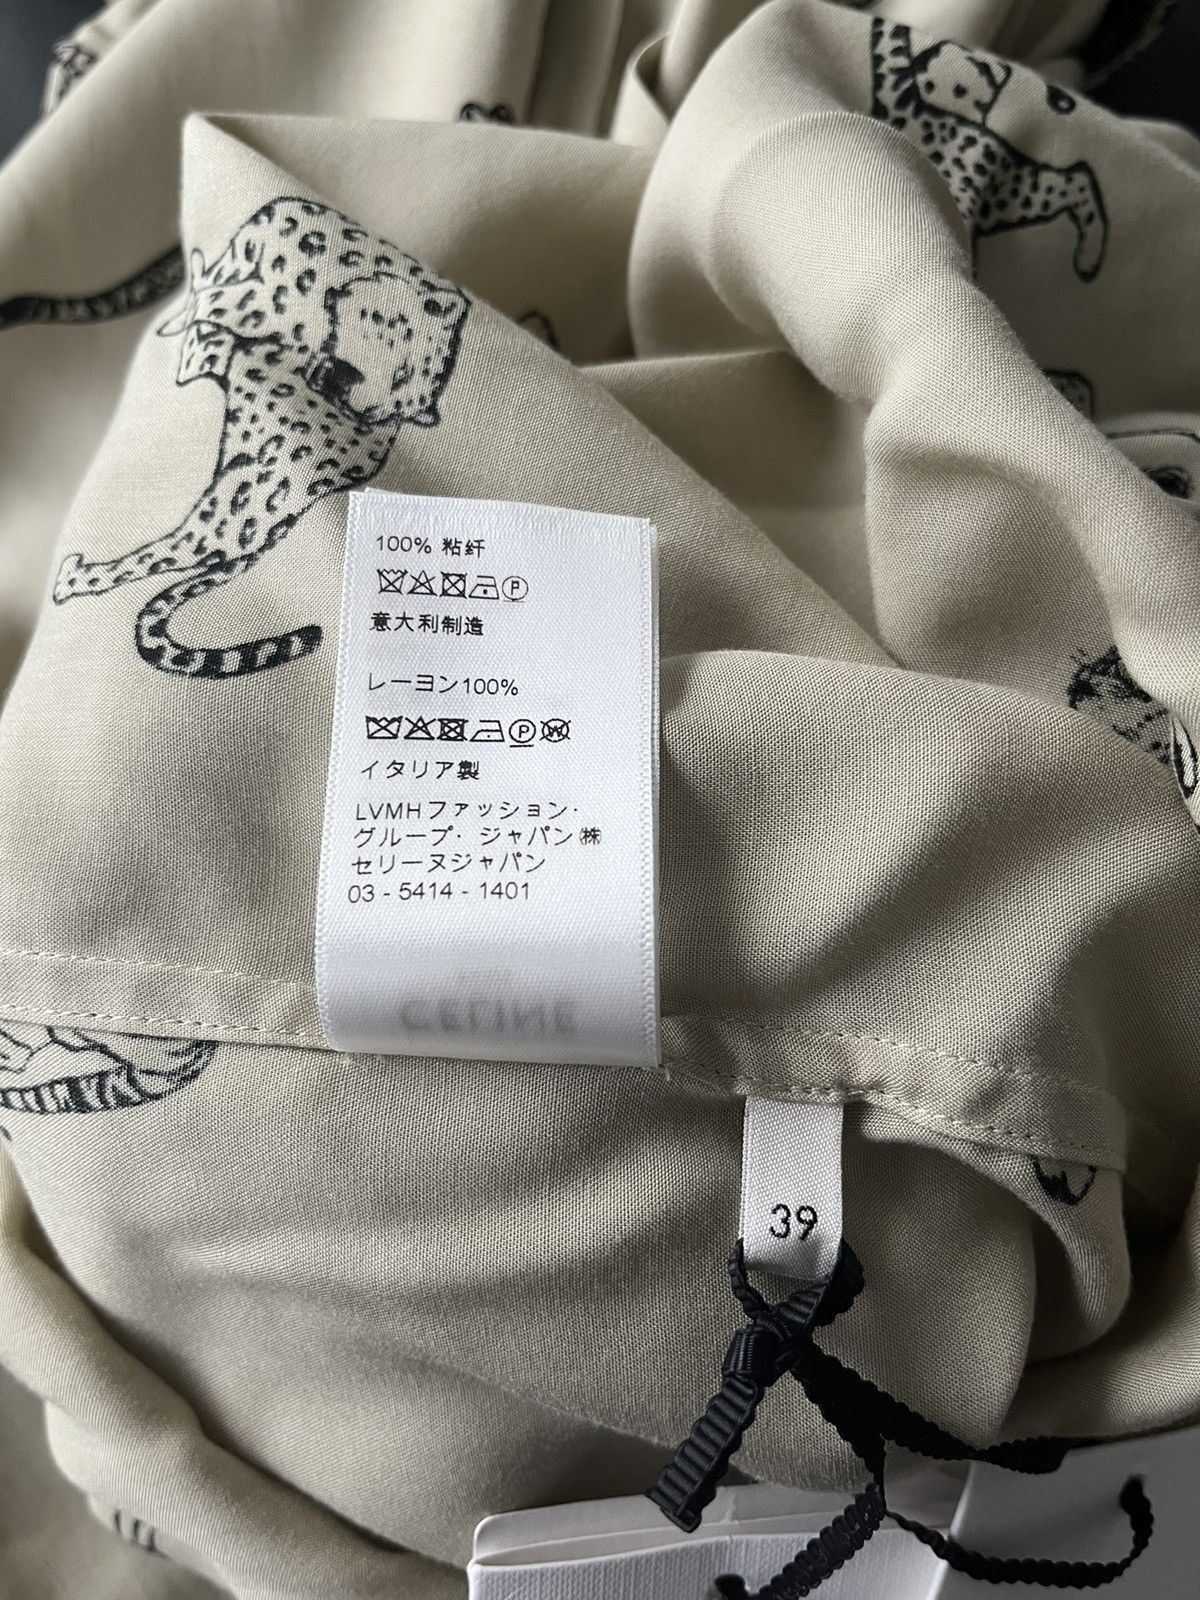 100% 粘纤
P
意大利制造
レーヨン100%
P W
イタリア製
LVMHファッション・
グループ・ジャパン㈱
セリーヌジャパン
03 - 5414 - 1401
CELINE
39